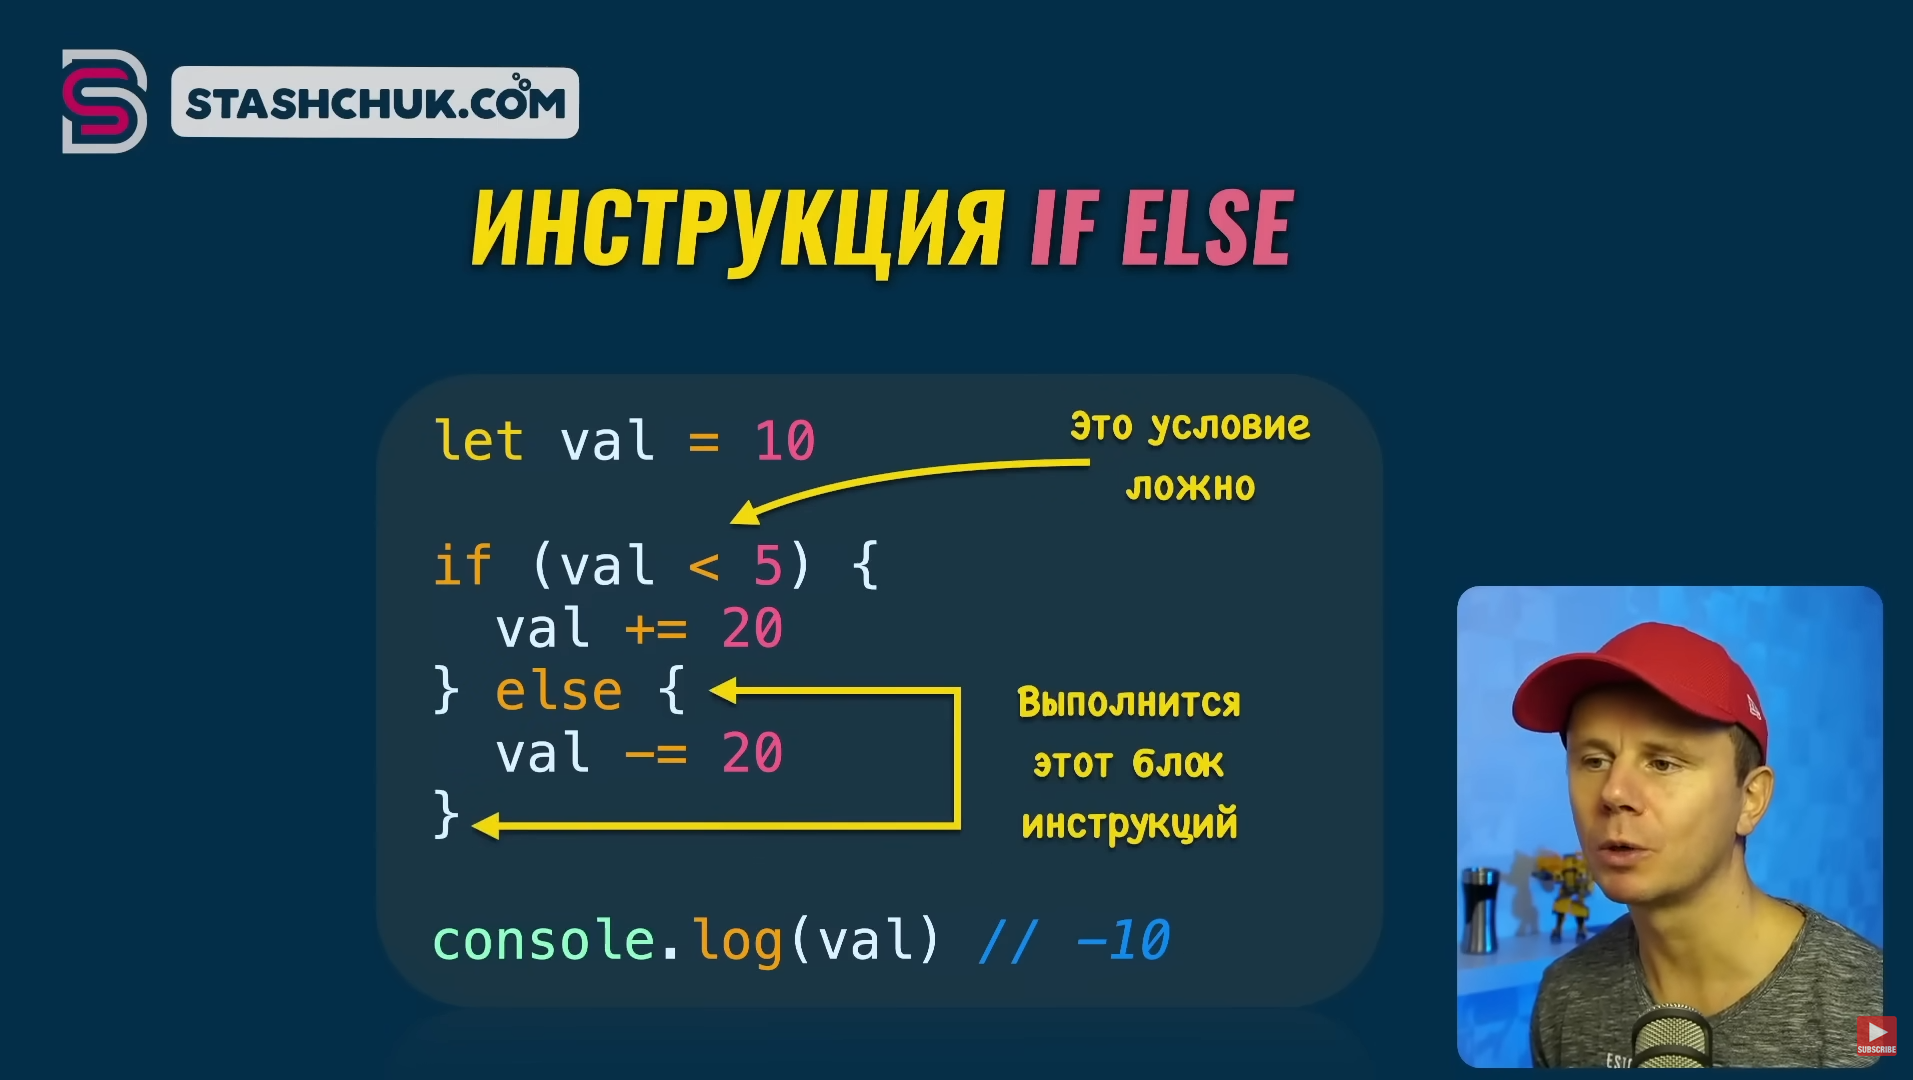 STASHCHUK.COM
ИНСТРУКЦИЯ IF ELSE
let val = 10
Это условие
ложно
if (val < 5) {
val += 20
} else {
val -= 20
}
Выполнится
этот блок
инструкций
console.log(val) // -10
SUBSCRIBE